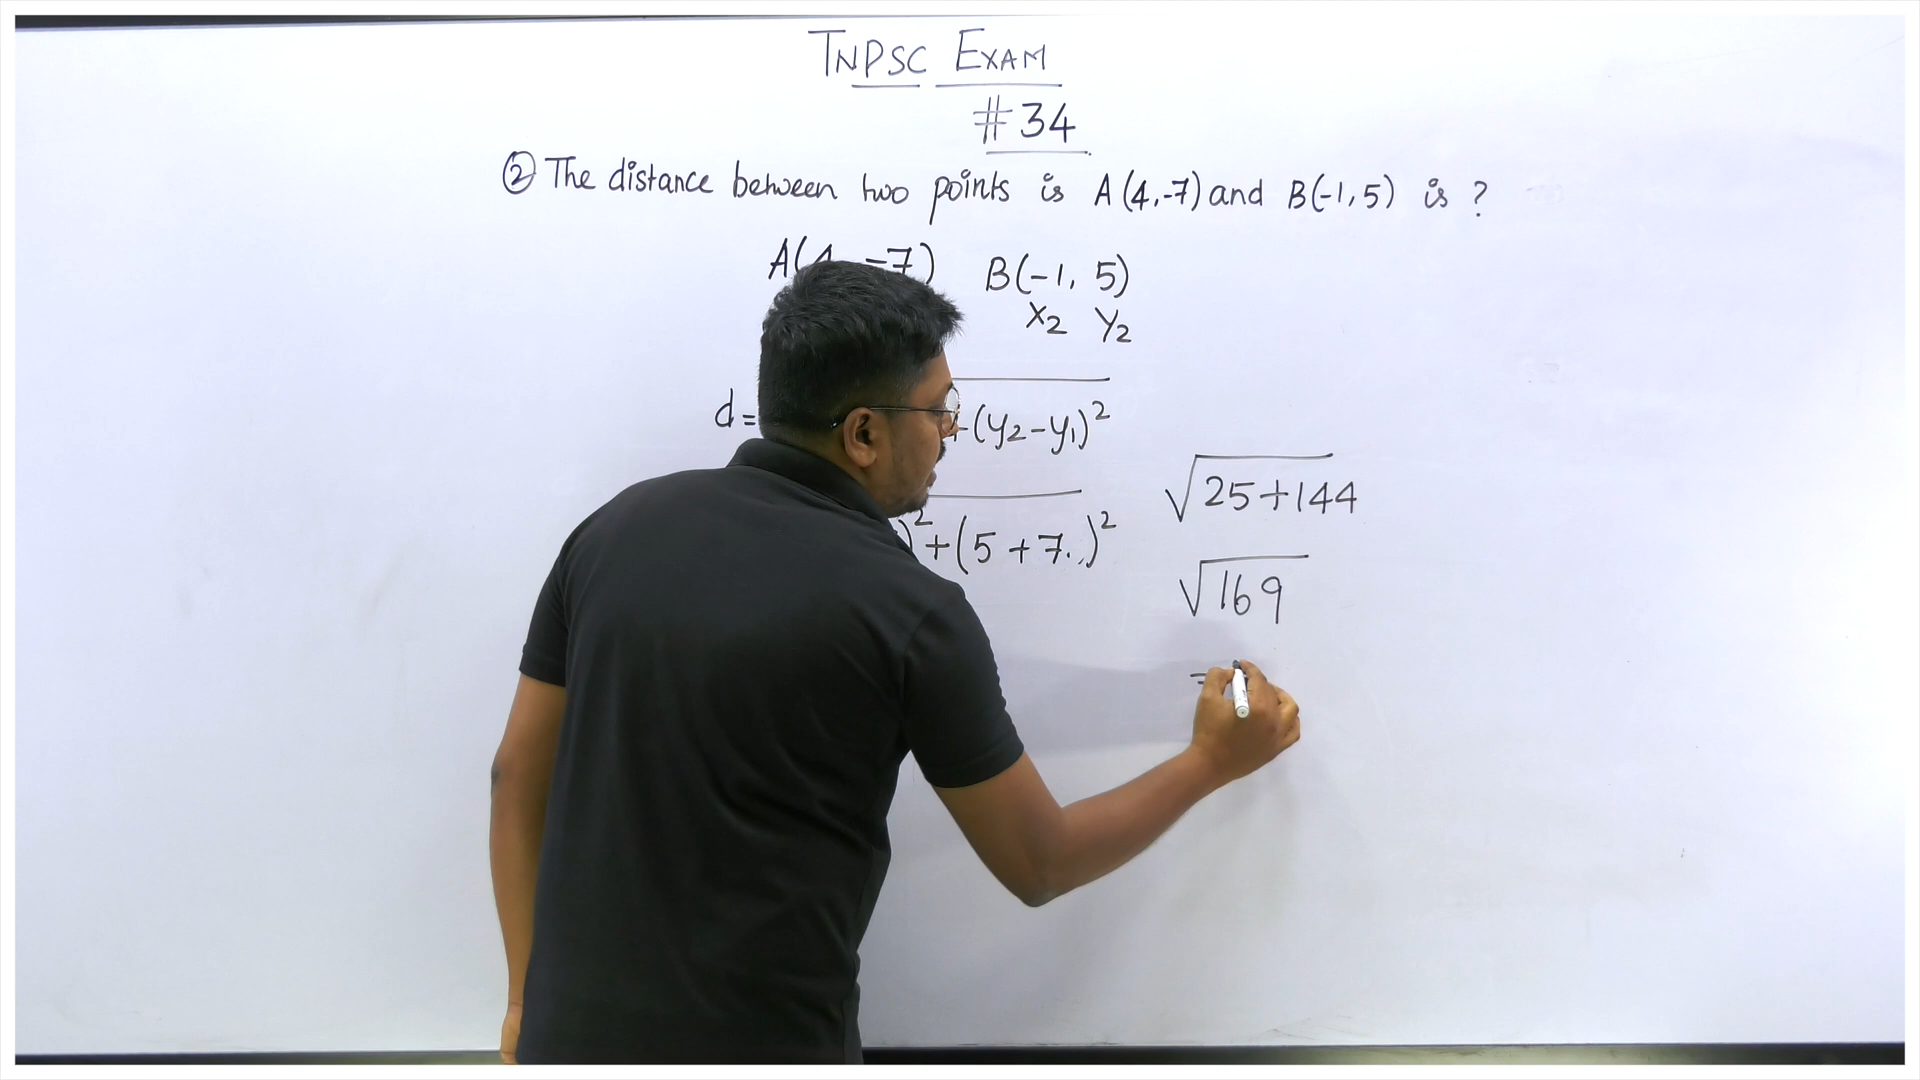 TNPSC EXAM
#34
② The distance between two points is A(4,-7) and B(-1,5) is ?
A(4 -7) B(-1, 5)
X2 Y2
d= +(y2-y1)²
)²+(5+7..)²
√25+144
√169
=